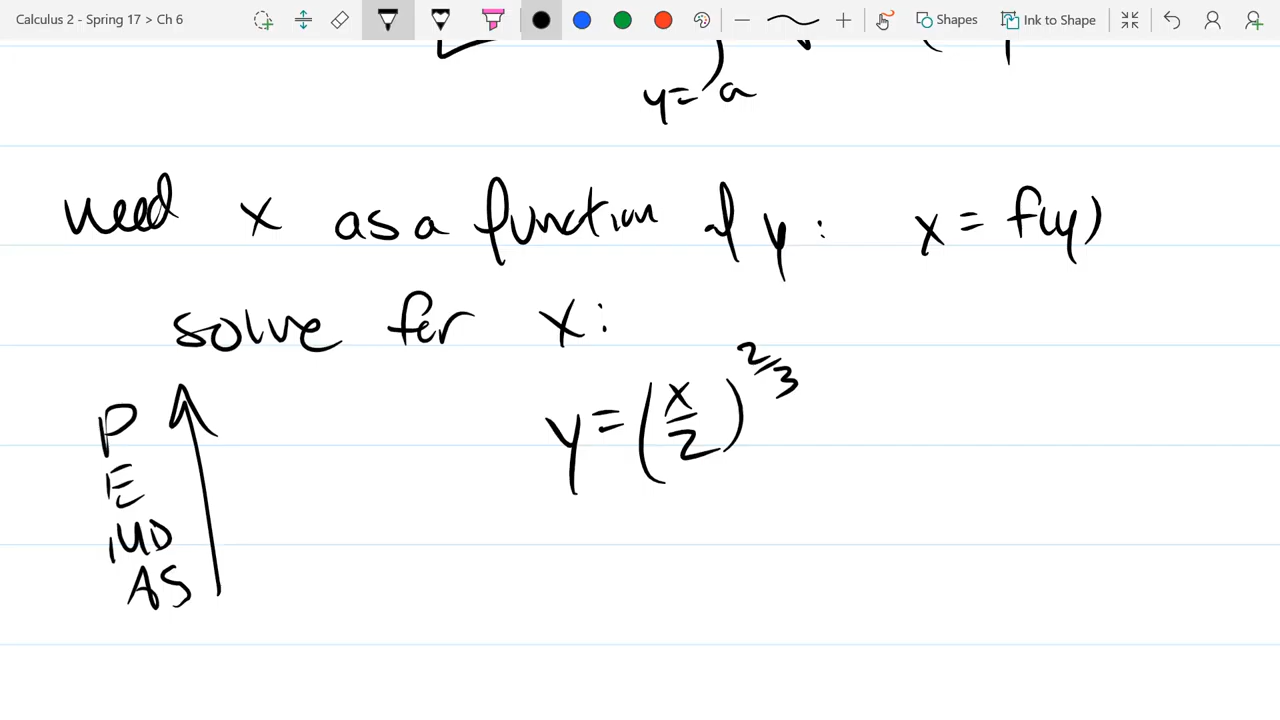 Calculus 2 - Spring 17 > Ch 6
Shapes
Ink to Shape
y= a
need x as a function of y: x = f(y)
solve for x:
y=(x/2)^2/3
P
E
MD
AS